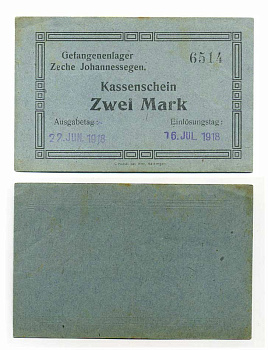 Gefangenenlager 6514
Zeche Johannessegen.
Kassenschein
Zwei Mark
Ausgabetag:- Einlösungstag:
27. JUN. 1918 16. JUL. 1918